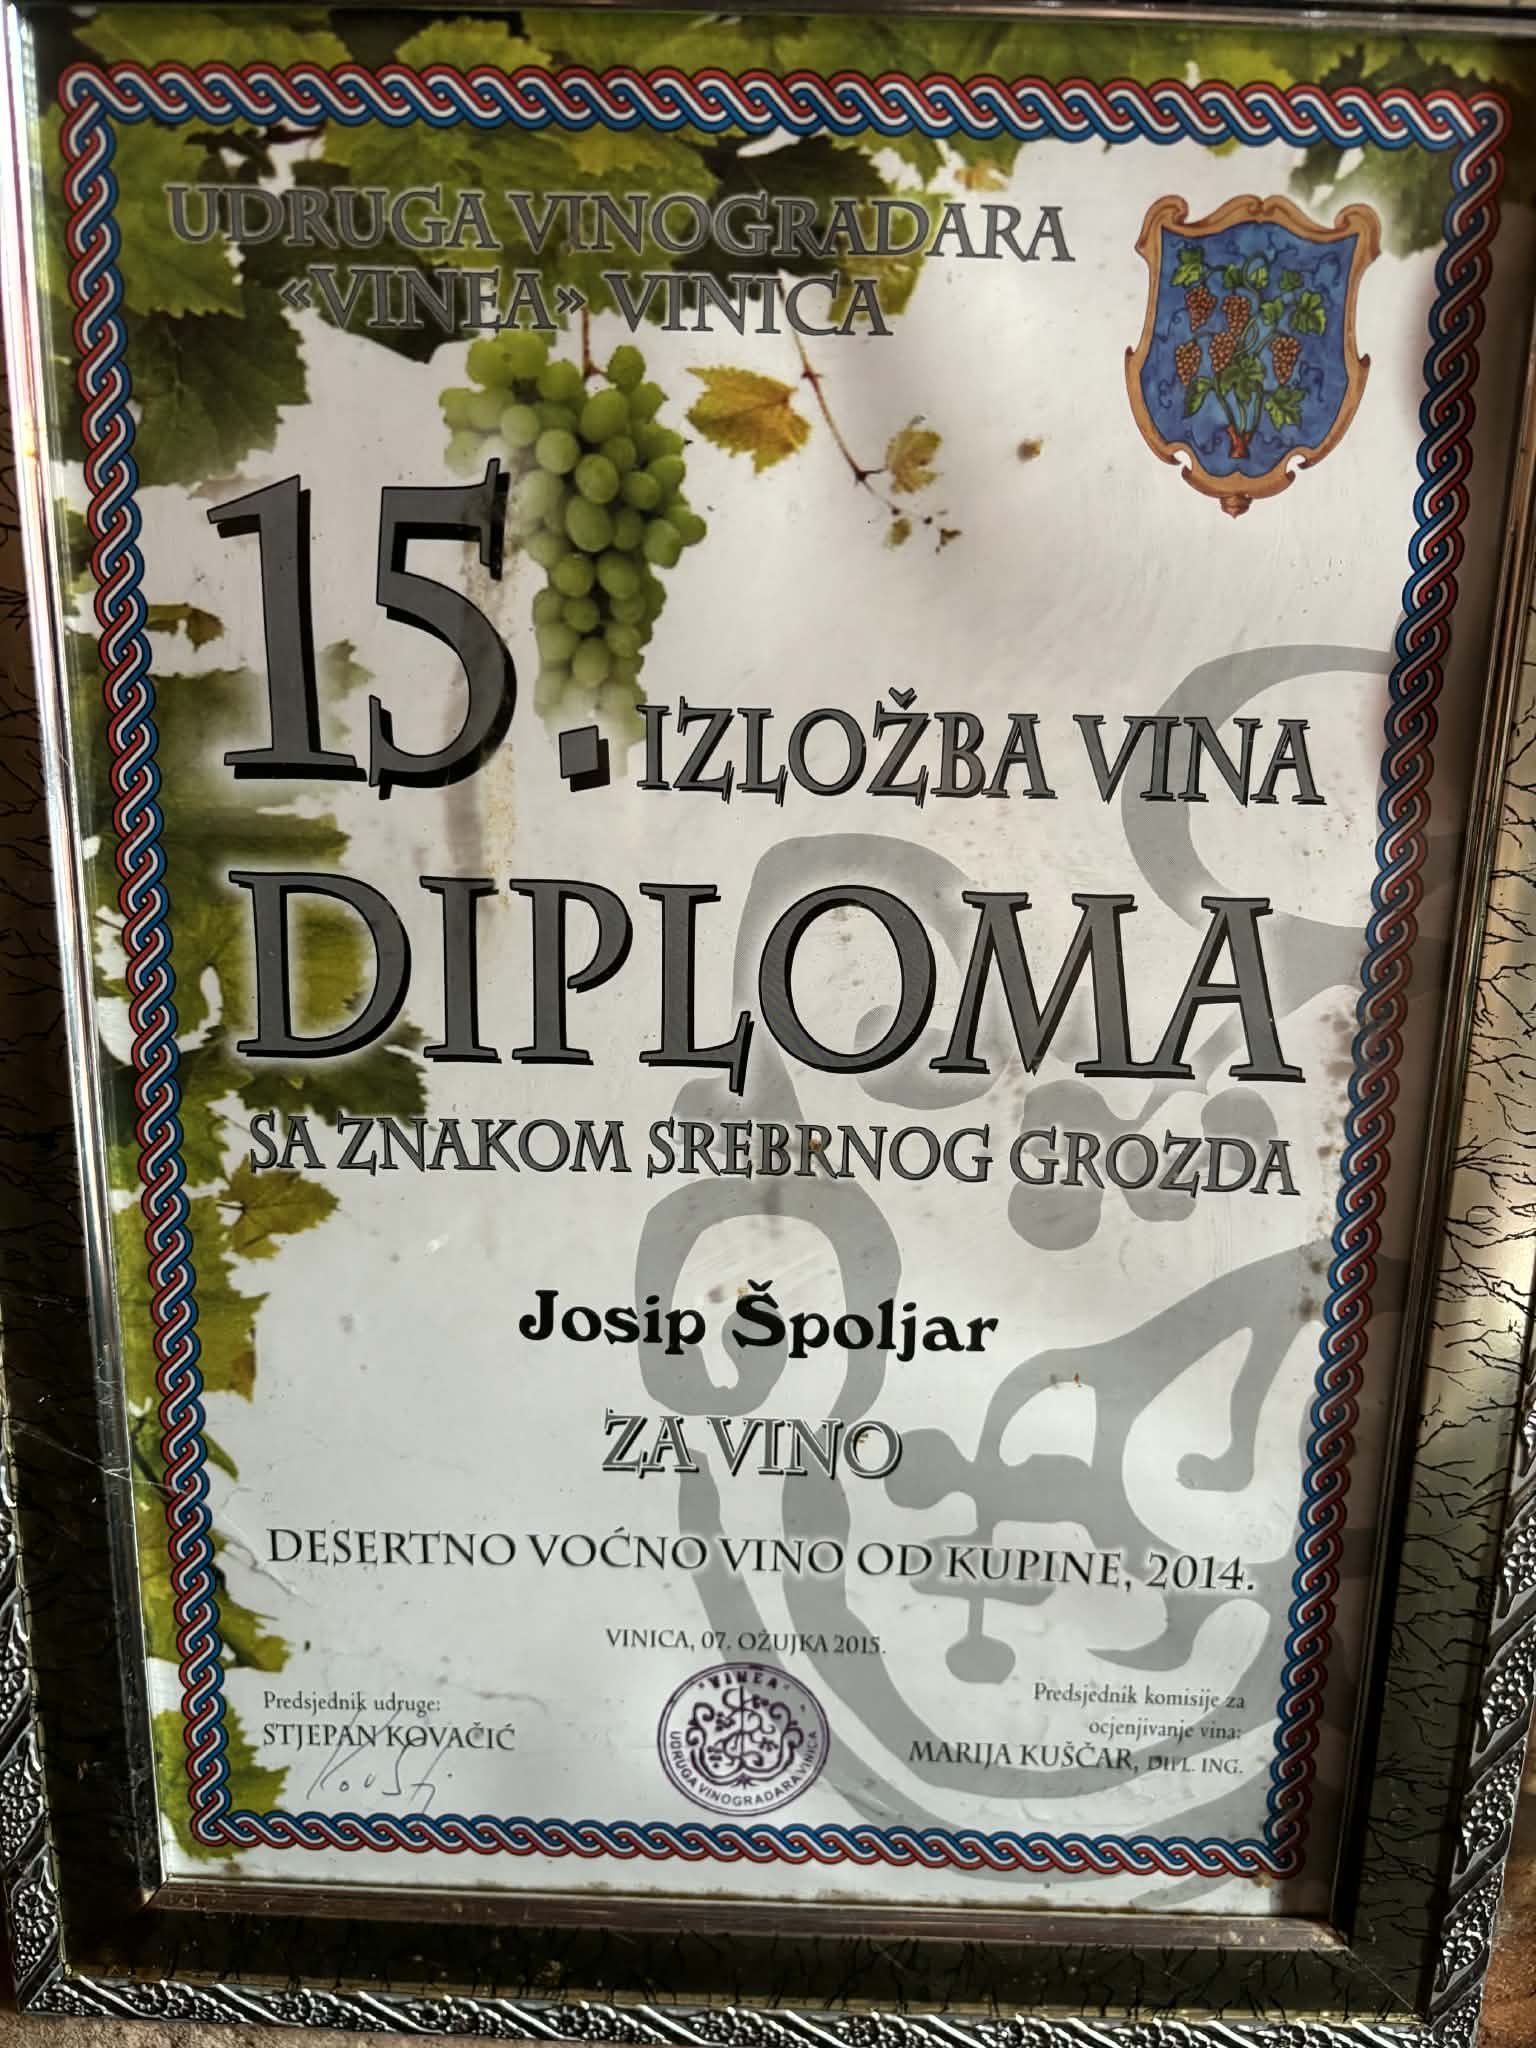 UDRUGA VINOGRADARA
«VINEA» VINICA
15. IZLOŽBA VINA
DIPLOMA
SA ZNAKOM SREBRNOG GROZDA
Josip Špoljar
ZA VINO
DESERTNO VOĆNO VINO OD KUPINE, 2014.
VINICA, 07. OŽUJKA 2015.
Predsjednik udruge:
STJEPAN KOVAČIĆ
VINEA
UDRUGA VINOGRADARA VINICA
Predsjednik komisije za
ocjenjivanje vina:
MARIJA KUŠČAR, DIPL. ING.